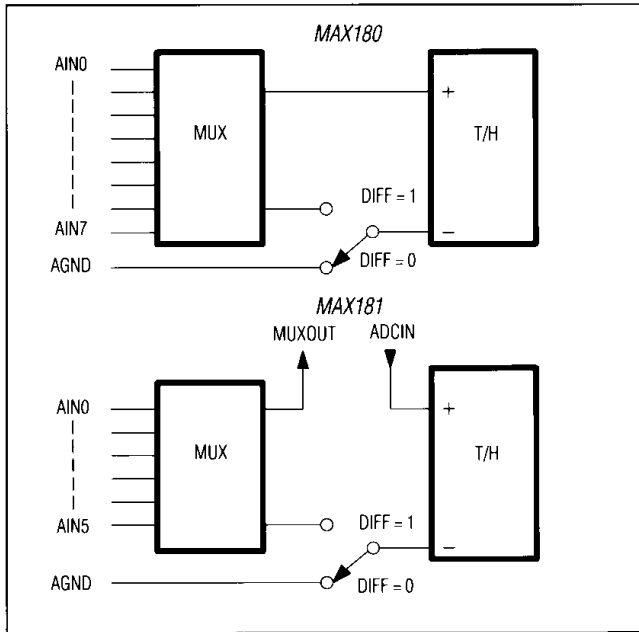 MAX180
AIN0
MUX
+
T/H
DIFF = 1
AIN7
−
DIFF = 0
AGND
MAX181
MUXOUT ADCIN
AIN0
+
MUX
T/H
AIN5
DIFF = 1
−
AGND
DIFF = 0